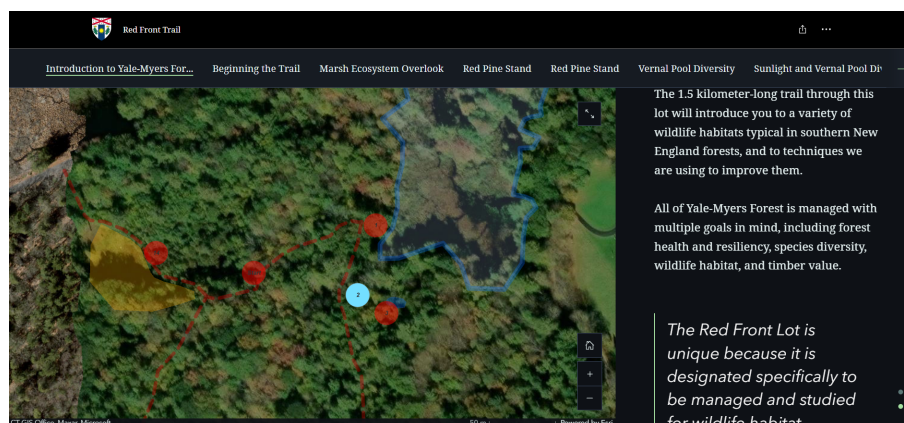 Red Front Trail
Introduction to Yale-Myers For... Beginning the Trail Marsh Ecosystem Overlook Red Pine Stand Red Pine Stand Vernal Pool Diversity Sunlight and Vernal Pool Di
The 1.5 kilometer-long trail through this
lot will introduce you to a variety of
wildlife habitats typical in southern New
England forests, and to techniques we
are using to improve them.
All of Yale-Myers Forest is managed with
multiple goals in mind, including forest
health and resiliency, species diversity,
wildlife habitat, and timber value.
The Red Front Lot is
unique because it is
designated specifically to
be managed and studied
for wildlife habitat
2
CT GIS Office, Maxar, Microsoft
50 m
Powered by Esri